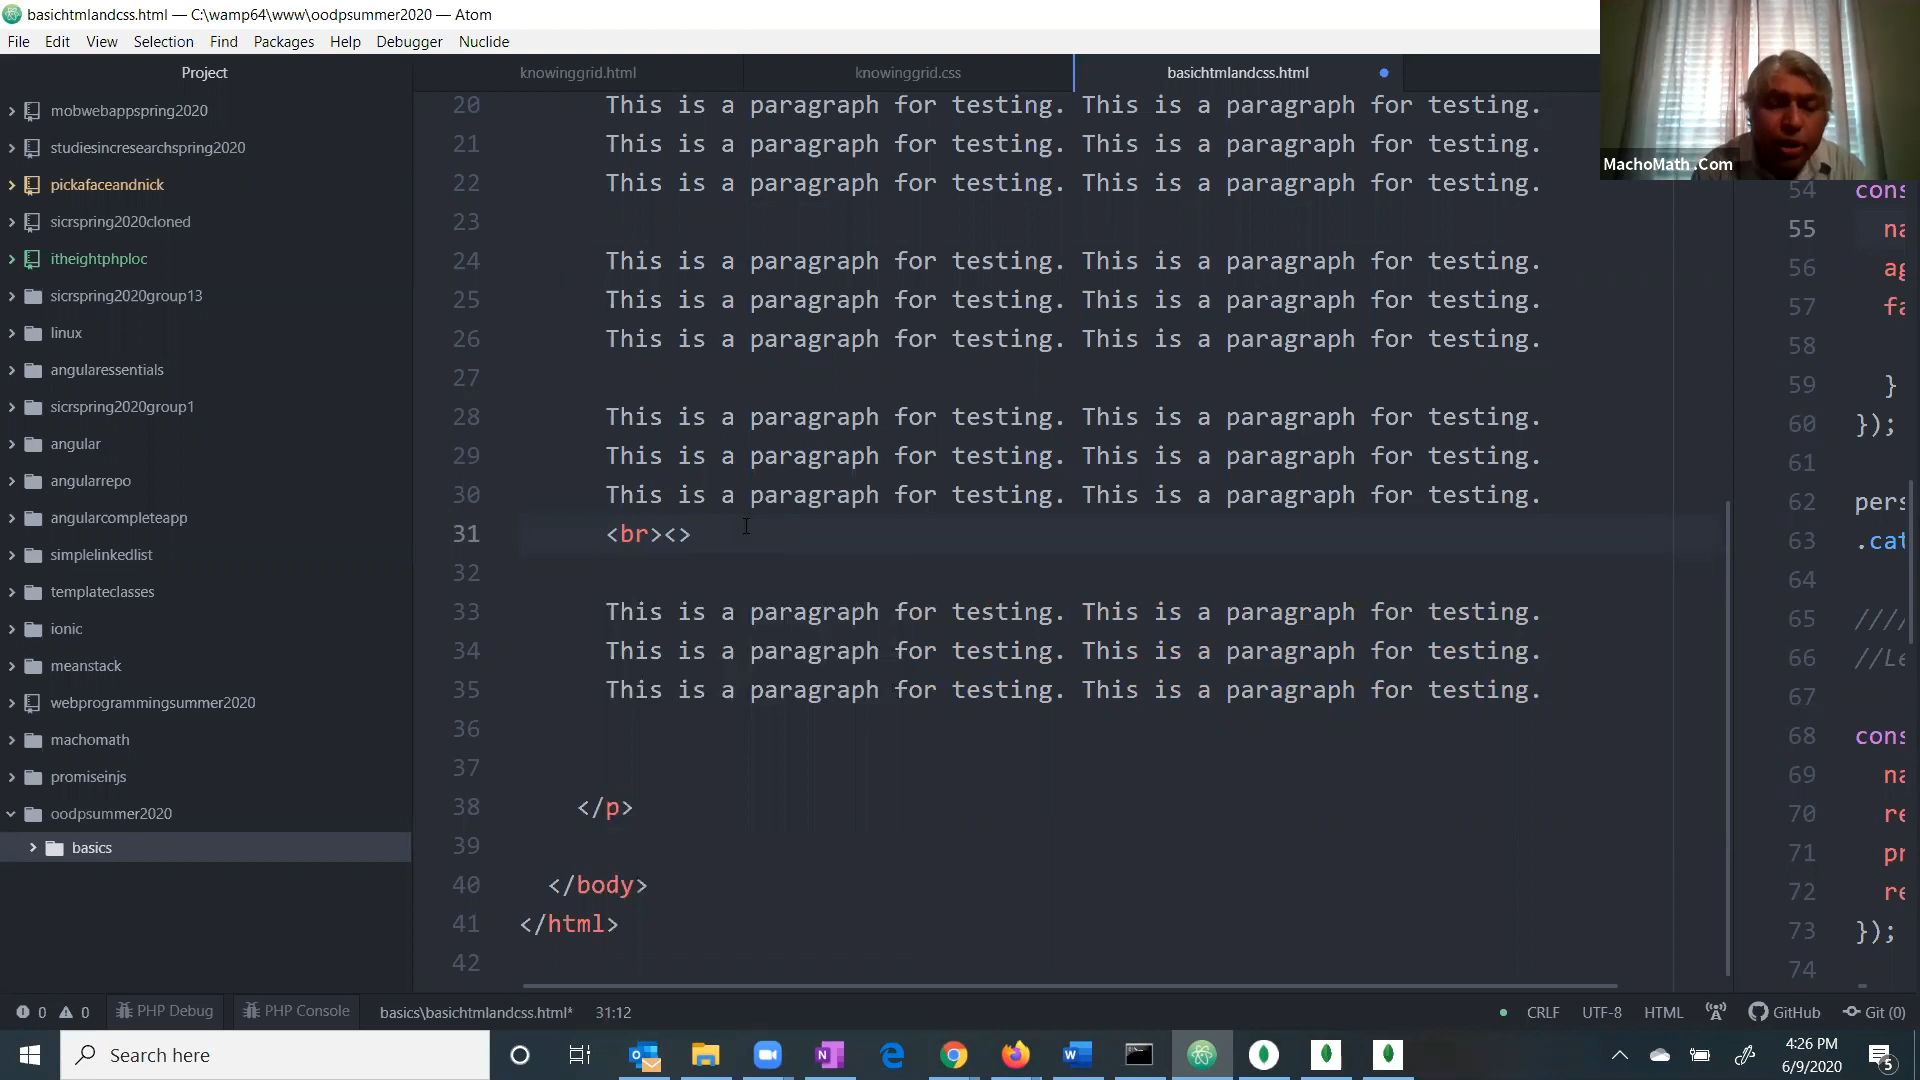 basichtmlandcss.html — C:\wamp64\www\oodpsummer2020 — Atom
File Edit View Selection Find Packages Help Debugger Nuclide
Project
knowinggrid.html knowinggrid.css basichtmlandcss.html
mobwebappspring2020
studiesincresearchspring2020
pickafaceandnick
sicrspring2020cloned
itheightphploc
sicrspring2020group13
linux
angularessentials
sicrspring2020group1
angular
angularrepo
angularcompleteapp
simplelinkedlist
templateclasses
ionic
meanstack
webprogrammingsummer2020
machomath
promiseinjs
oodpsummer2020
basics
20 This is a paragraph for testing. This is a paragraph for testing.
21 This is a paragraph for testing. This is a paragraph for testing.
22 This is a paragraph for testing. This is a paragraph for testing.
23
24 This is a paragraph for testing. This is a paragraph for testing.
25 This is a paragraph for testing. This is a paragraph for testing.
26 This is a paragraph for testing. This is a paragraph for testing.
27
28 This is a paragraph for testing. This is a paragraph for testing.
29 This is a paragraph for testing. This is a paragraph for testing.
30 This is a paragraph for testing. This is a paragraph for testing.
31 <br><>
32
33 This is a paragraph for testing. This is a paragraph for testing.
34 This is a paragraph for testing. This is a paragraph for testing.
35 This is a paragraph for testing. This is a paragraph for testing.
36
37
38 </p>
39
40 </body>
41 </html>
42
MachoMath.Com
54 cons
55 na
56 ag
57 fa
58
59 }
60 });
61
62 pers
63 .cat
64
65 ////
66 //Le
67
68 cons
69 na
70 re
71 pr
72 re
73 });
74
0 0 PHP Debug PHP Console basics\basichtmlandcss.html* 31:12 CRLF UTF-8 HTML GitHub Git (0)
Search here
4:26 PM
6/9/2020
5